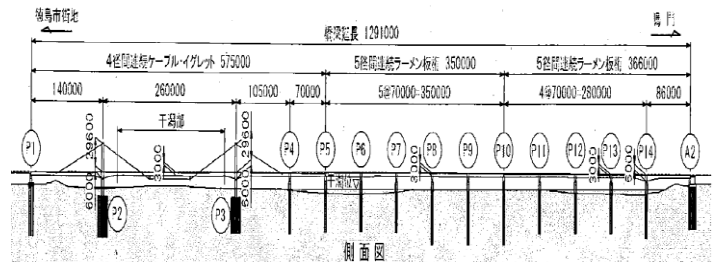 徳島市街地
鳴門
橋梁延長 1291000
4径間連続ケーブル・イグレット 575000
5径間連続ラーメン板桁 350000
5径間連続ラーメン板桁 366000
140000
260000
105000
70000
5@70000=350000
4@70000=280000
86000
干潟部
P1
29600
3000
29600
P4
P5
P6
P7
P8
P9
P10
P11
P12
P13
P14
A2
3000
3000
6000
6000
6000
P2
P3
干潟位▽
側面図